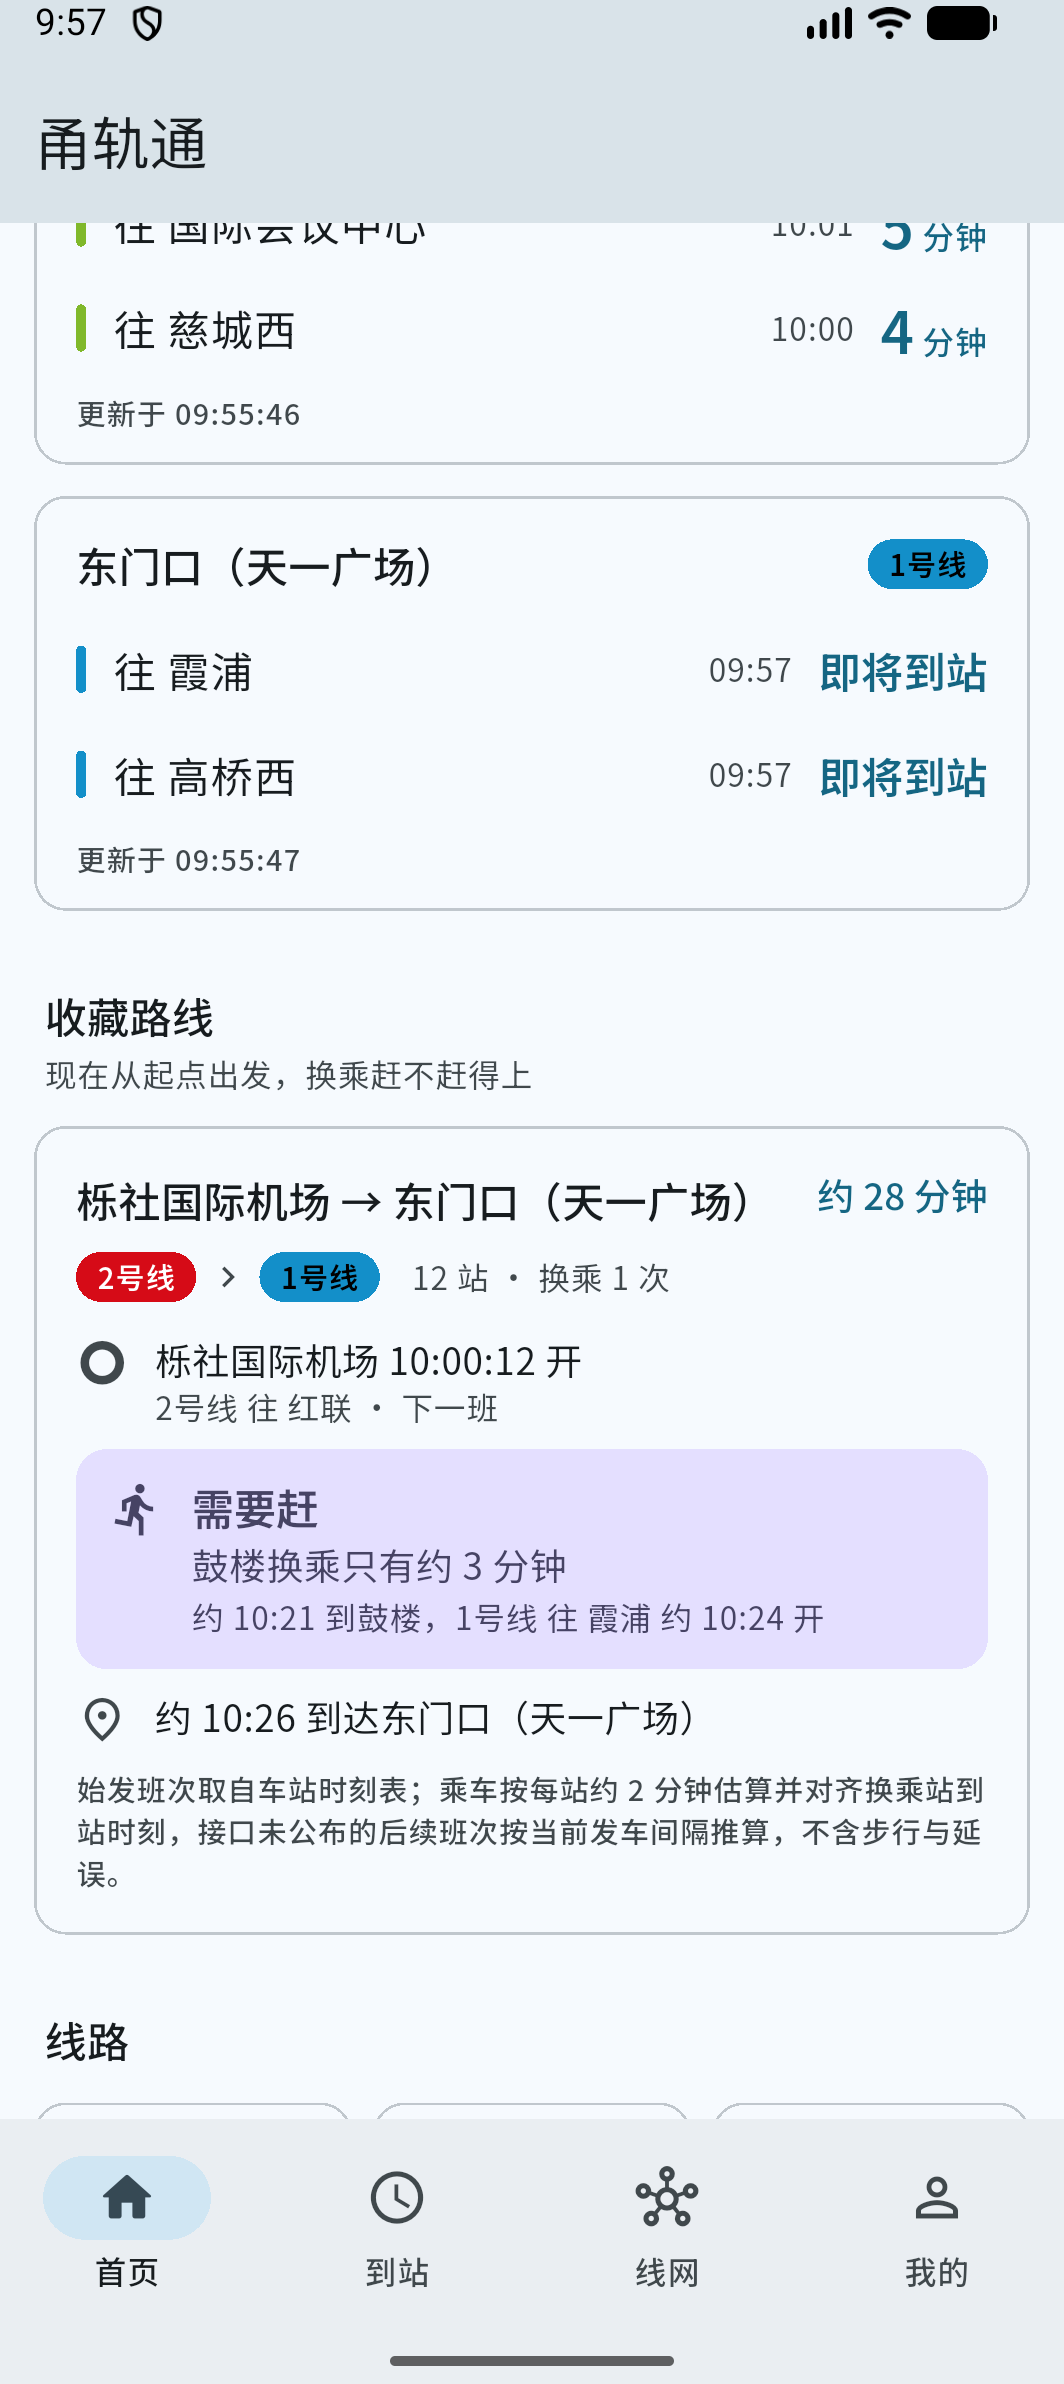 9:57
甬轨通
往 国际会议中心 10:01 5 分钟
往 慈城西 10:00 4 分钟
更新于 09:55:46
东门口（天一广场） 1号线
往 霞浦 09:57 即将到站
往 高桥西 09:57 即将到站
更新于 09:55:47
收藏路线
现在从起点出发，换乘赶不赶得上
栎社国际机场 → 东门口（天一广场） 约 28 分钟
2号线 > 1号线 12 站 · 换乘 1 次
栎社国际机场 10:00:12 开
2号线 往 红联 · 下一班
需要赶
鼓楼换乘只有约 3 分钟
约 10:21 到鼓楼，1号线 往 霞浦 约 10:24 开
约 10:26 到达东门口（天一广场）
始发班次取自车站时刻表；乘车按每站约 2 分钟估算并对齐换乘站到
站时刻，接口未公布的后续班次按当前发车间隔推算，不含步行与延
误。
线路
首页 到站 线网 我的